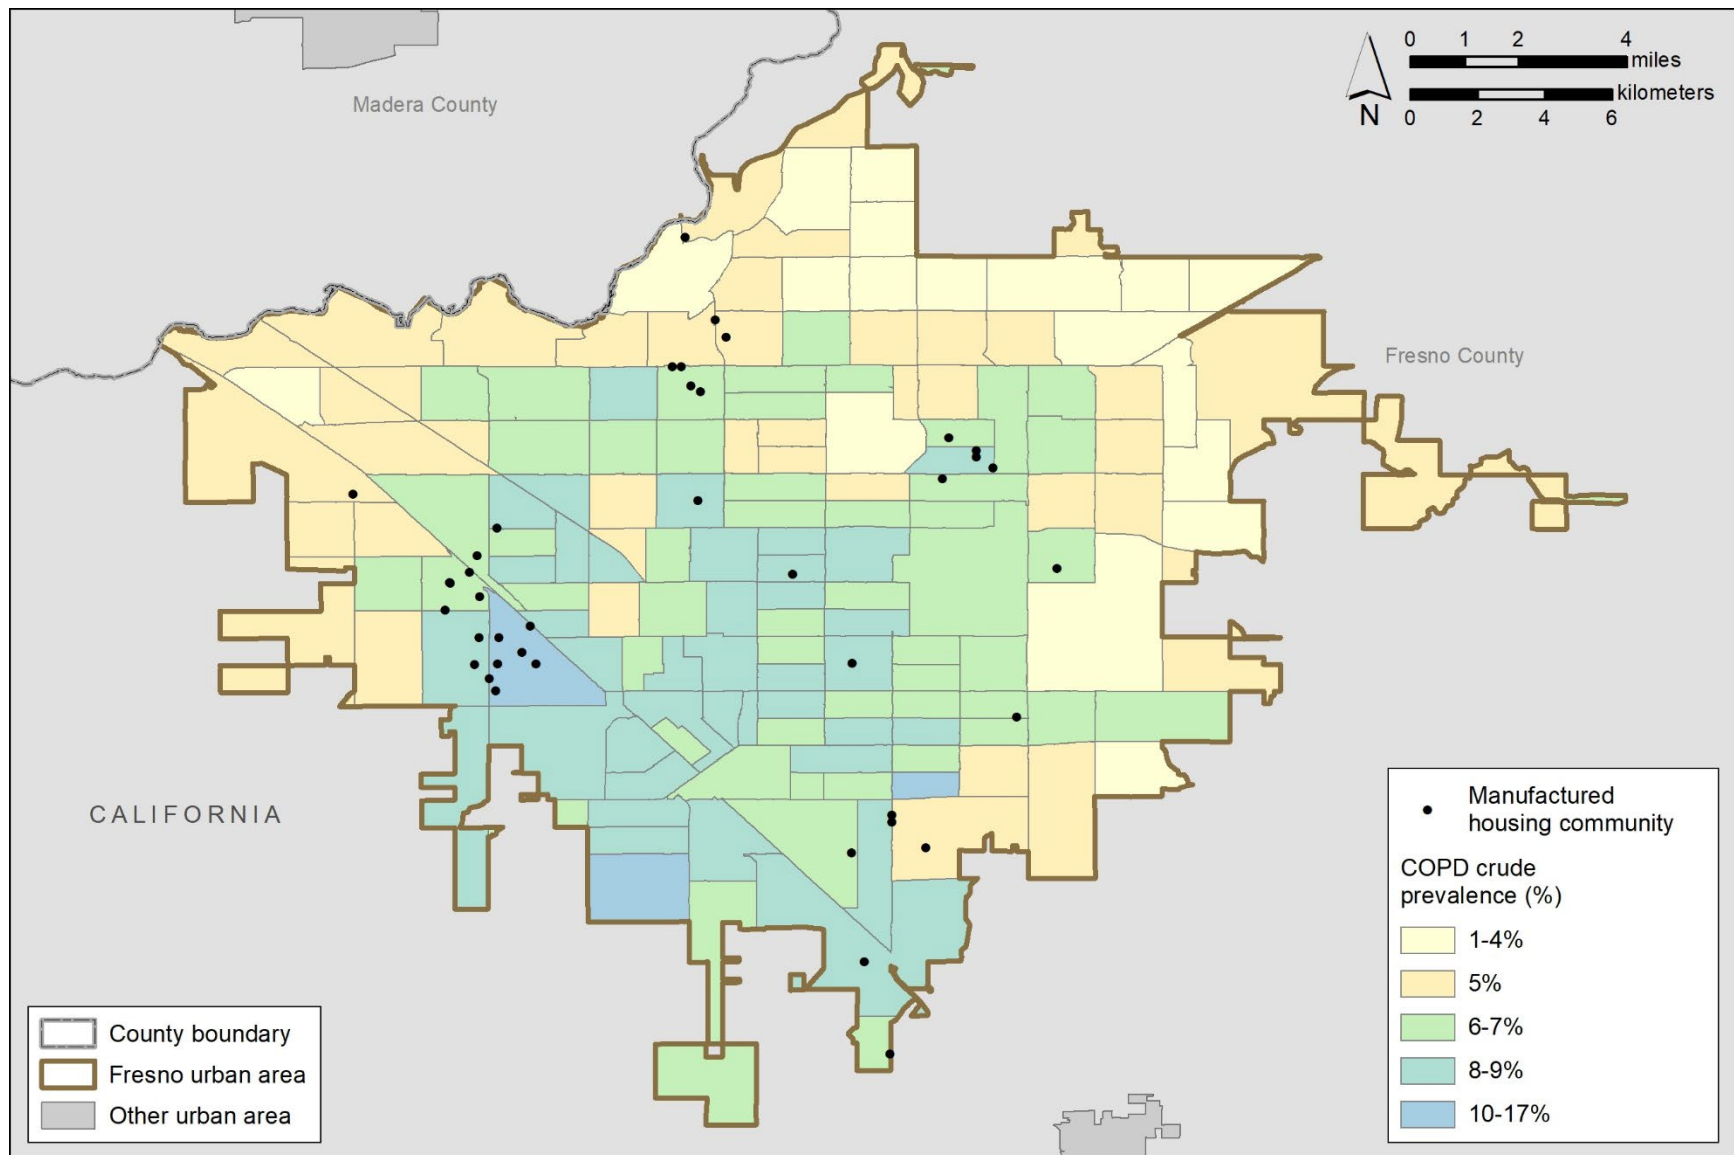 0 1 2 4
miles
kilometers
0 2 4 6
N
Madera County
Fresno County
CALIFORNIA
Manufactured
housing community
COPD crude
prevalence (%)
1-4%
5%
6-7%
8-9%
10-17%
County boundary
Fresno urban area
Other urban area